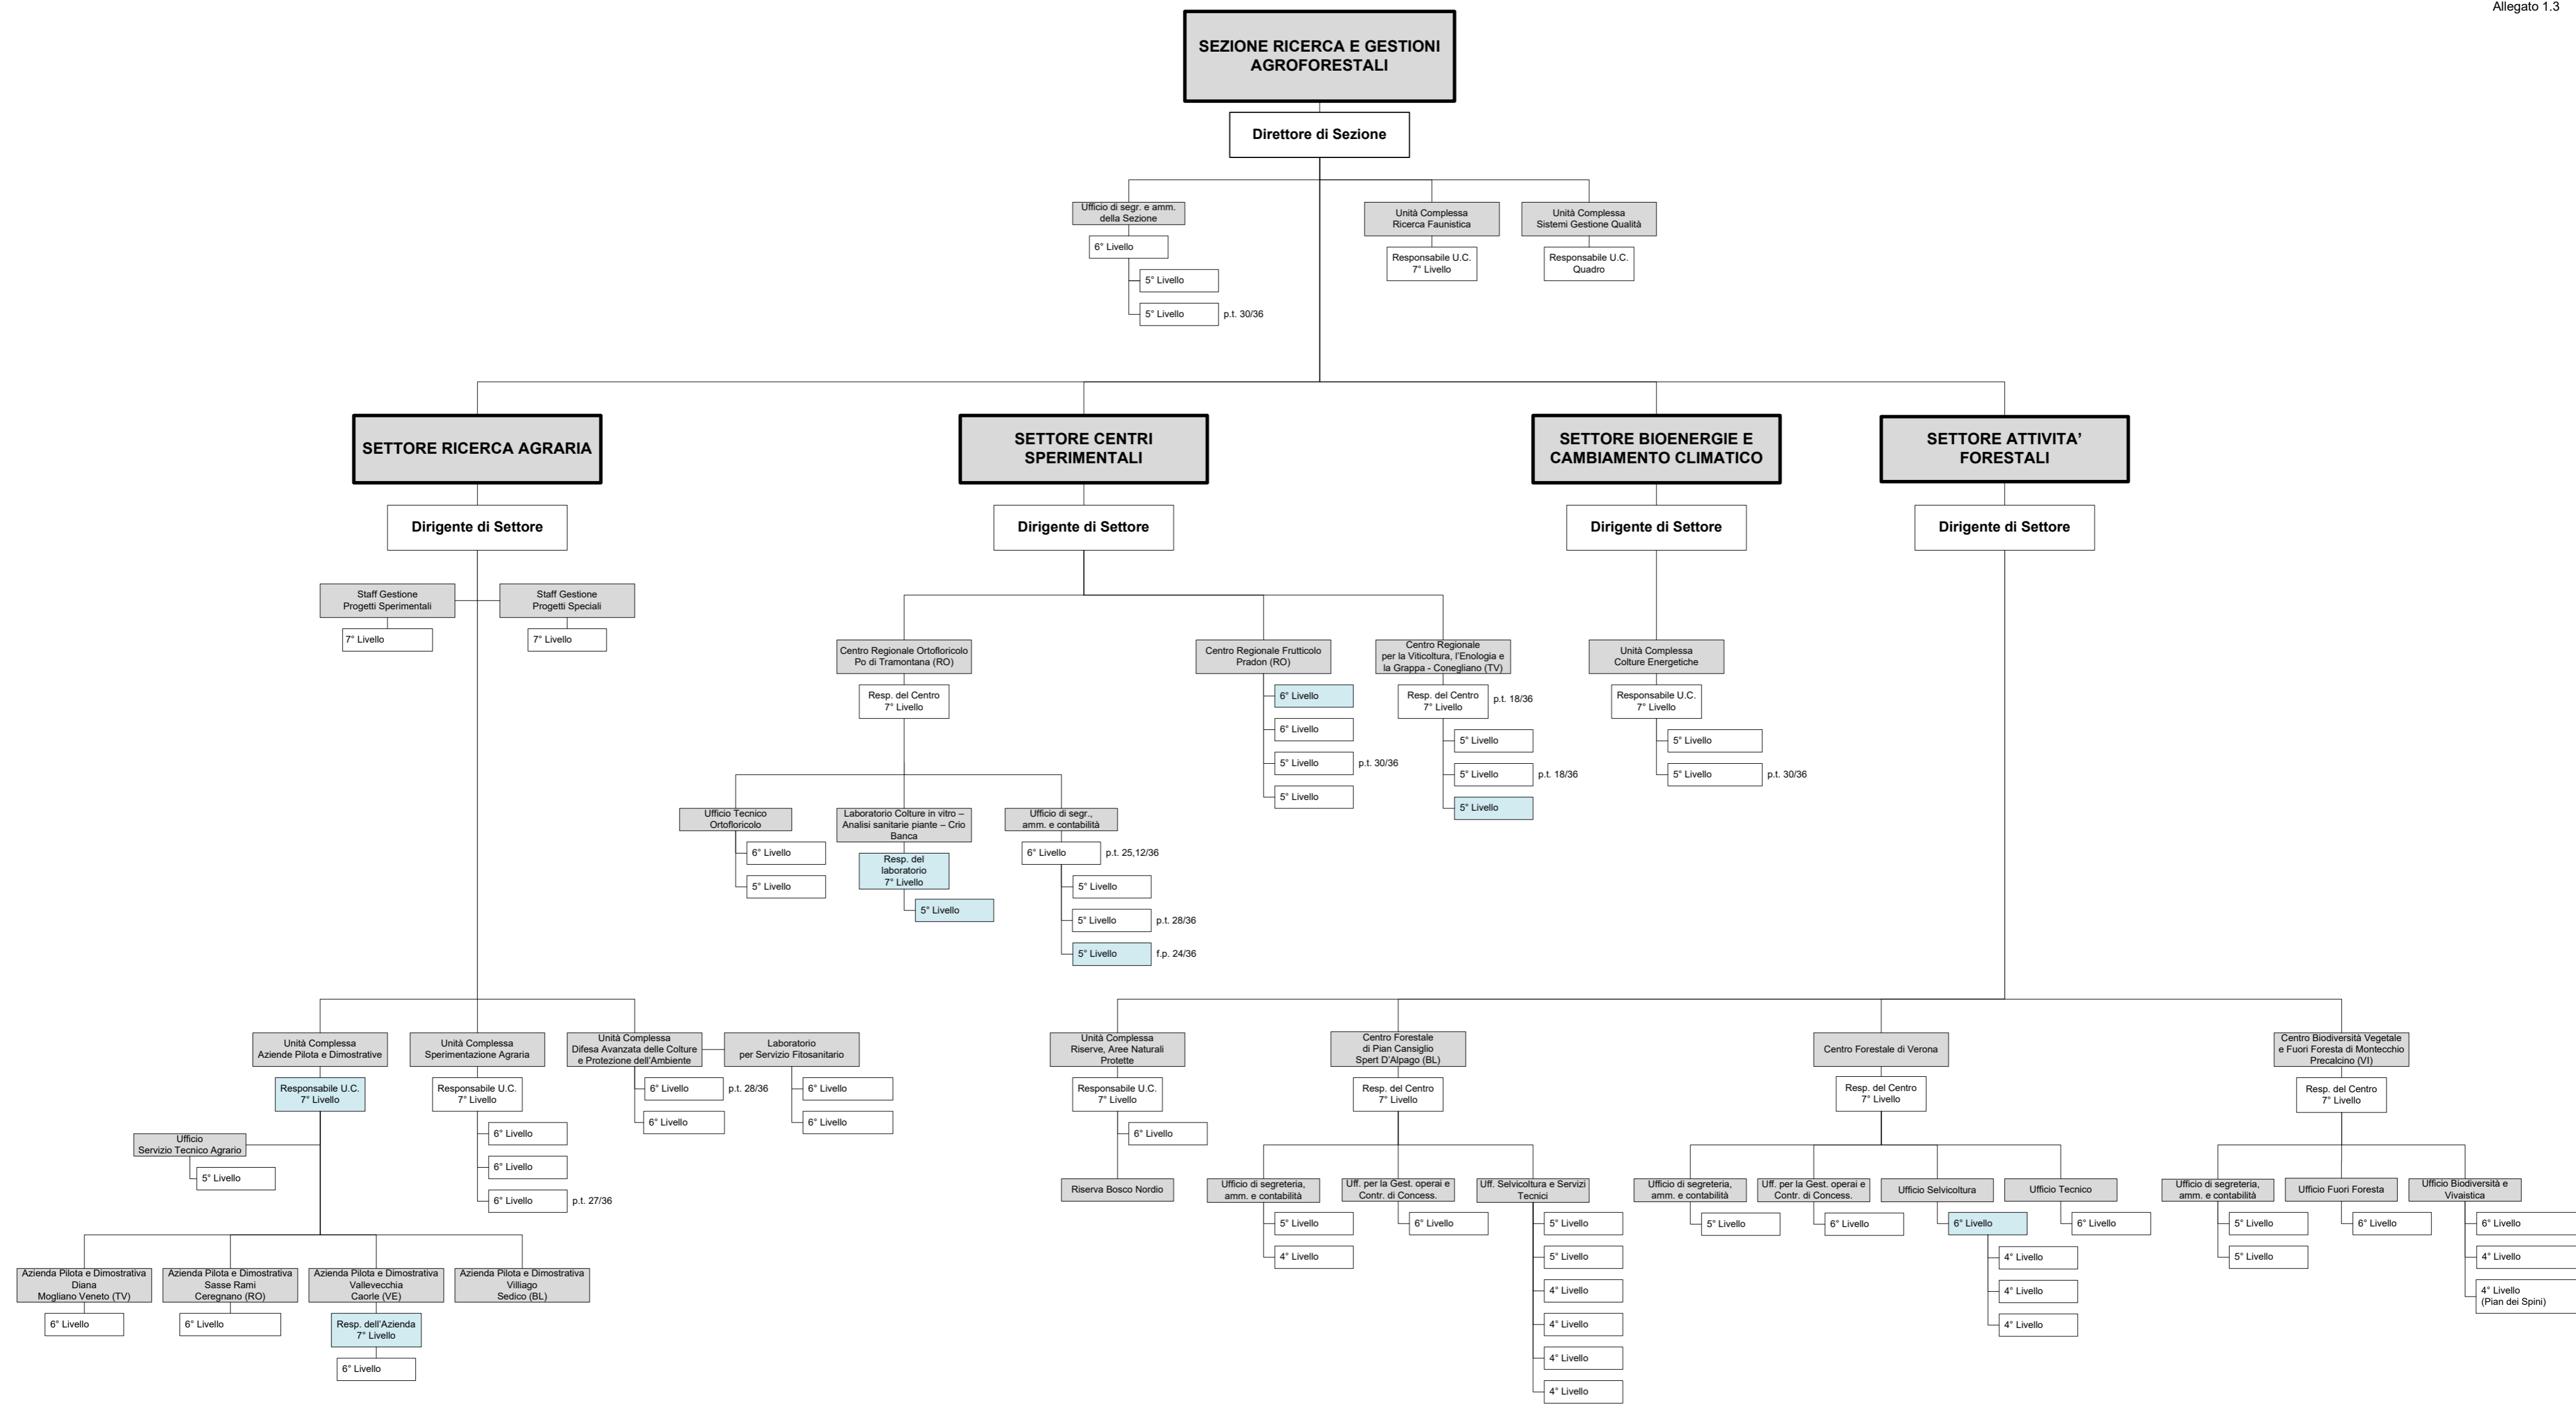 Allegato 1.3
SEZIONE RICERCA E GESTIONI
AGROFORESTALI
Direttore di Sezione
Ufficio di segr. e amm.
della Sezione
6° Livello
5° Livello
5° Livello
p.t. 30/36
Unità Complessa
Ricerca Faunistica
Responsabile U.C.
7° Livello
Unità Complessa
Sistemi Gestione Qualità
Responsabile U.C.
Quadro
SETTORE RICERCA AGRARIA
Dirigente di Settore
Staff Gestione
Progetti Sperimentali
7° Livello
Staff Gestione
Progetti Speciali
7° Livello
Unità Complessa
Aziende Pilota e Dimostrative
Responsabile U.C.
7° Livello
Ufficio
Servizio Tecnico Agrario
5° Livello
Azienda Pilota e Dimostrativa
Diana
Mogliano Veneto (TV)
6° Livello
Azienda Pilota e Dimostrativa
Sasse Rami
Ceregnano (RO)
6° Livello
Azienda Pilota e Dimostrativa
Vallevecchia
Caorle (VE)
Resp. dell'Azienda
7° Livello
6° Livello
Azienda Pilota e Dimostrativa
Villiago
Sedico (BL)
Unità Complessa
Sperimentazione Agraria
Responsabile U.C.
7° Livello
6° Livello
6° Livello
6° Livello
p.t. 27/36
Unità Complessa
Difesa Avanzata delle Colture
e Protezione dell'Ambiente
6° Livello
p.t. 28/36
6° Livello
Laboratorio
per Servizio Fitosanitario
6° Livello
6° Livello
SETTORE CENTRI
SPERIMENTALI
Dirigente di Settore
Centro Regionale Ortofloricolo
Po di Tramontana (RO)
Resp. del Centro
7° Livello
Ufficio Tecnico
Ortofloricolo
6° Livello
5° Livello
Laboratorio Colture in vitro –
Analisi sanitarie piante – Crio
Banca
Resp. del
laboratorio
7° Livello
5° Livello
Ufficio di segr.,
amm. e contabilità
6° Livello
p.t. 25,12/36
5° Livello
5° Livello
p.t. 28/36
5° Livello
f.p. 24/36
Centro Regionale Frutticolo
Pradon (RO)
6° Livello
6° Livello
5° Livello
p.t. 30/36
5° Livello
Centro Regionale
per la Viticoltura, l'Enologia e
la Grappa - Conegliano (TV)
Resp. del Centro
7° Livello
p.t. 18/36
5° Livello
5° Livello
p.t. 18/36
5° Livello
SETTORE BIOENERGIE E
CAMBIAMENTO CLIMATICO
Dirigente di Settore
Unità Complessa
Colture Energetiche
Responsabile U.C.
7° Livello
5° Livello
5° Livello
p.t. 30/36
SETTORE ATTIVITA'
FORESTALI
Dirigente di Settore
Unità Complessa
Riserve, Aree Naturali
Protette
Responsabile U.C.
7° Livello
6° Livello
Riserva Bosco Nordio
Centro Forestale
di Pian Cansiglio
Spert D'Alpago (BL)
Resp. del Centro
7° Livello
Ufficio di segreteria,
amm. e contabilità
5° Livello
4° Livello
Uff. per la Gest. operai e
Contr. di Concess.
6° Livello
Uff. Selvicoltura e Servizi
Tecnici
5° Livello
5° Livello
4° Livello
4° Livello
4° Livello
4° Livello
Centro Forestale di Verona
Resp. del Centro
7° Livello
Ufficio di segreteria,
amm. e contabilità
5° Livello
Uff. per la Gest. operai e
Contr. di Concess.
6° Livello
Ufficio Selvicoltura
6° Livello
4° Livello
4° Livello
4° Livello
Ufficio Tecnico
6° Livello
Centro Biodiversità Vegetale
e Fuori Foresta di Montecchio
Precalcino (VI)
Resp. del Centro
7° Livello
Ufficio di segreteria,
amm. e contabilità
5° Livello
5° Livello
Ufficio Fuori Foresta
6° Livello
Ufficio Biodiversità e
Vivaistica
6° Livello
4° Livello
4° Livello
(Pian dei Spini)